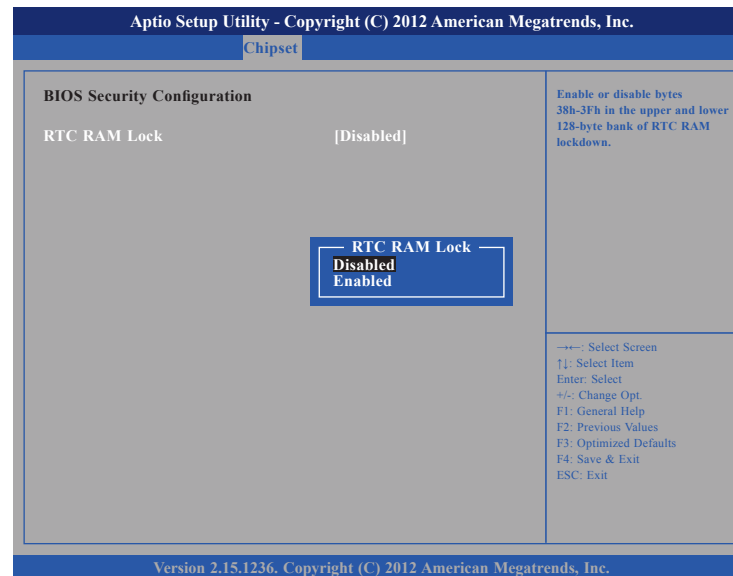 Aptio Setup Utility - Copyright (C) 2012 American Megatrends, Inc.
Chipset
BIOS Security Configuration
RTC RAM Lock [Disabled]
Enable or disable bytes
38h-3Fh in the upper and lower
128-byte bank of RTC RAM
lockdown.
RTC RAM Lock
Disabled
Enabled
→←: Select Screen
↑↓: Select Item
Enter: Select
+/-: Change Opt.
F1: General Help
F2: Previous Values
F3: Optimized Defaults
F4: Save & Exit
ESC: Exit
Version 2.15.1236. Copyright (C) 2012 American Megatrends, Inc.